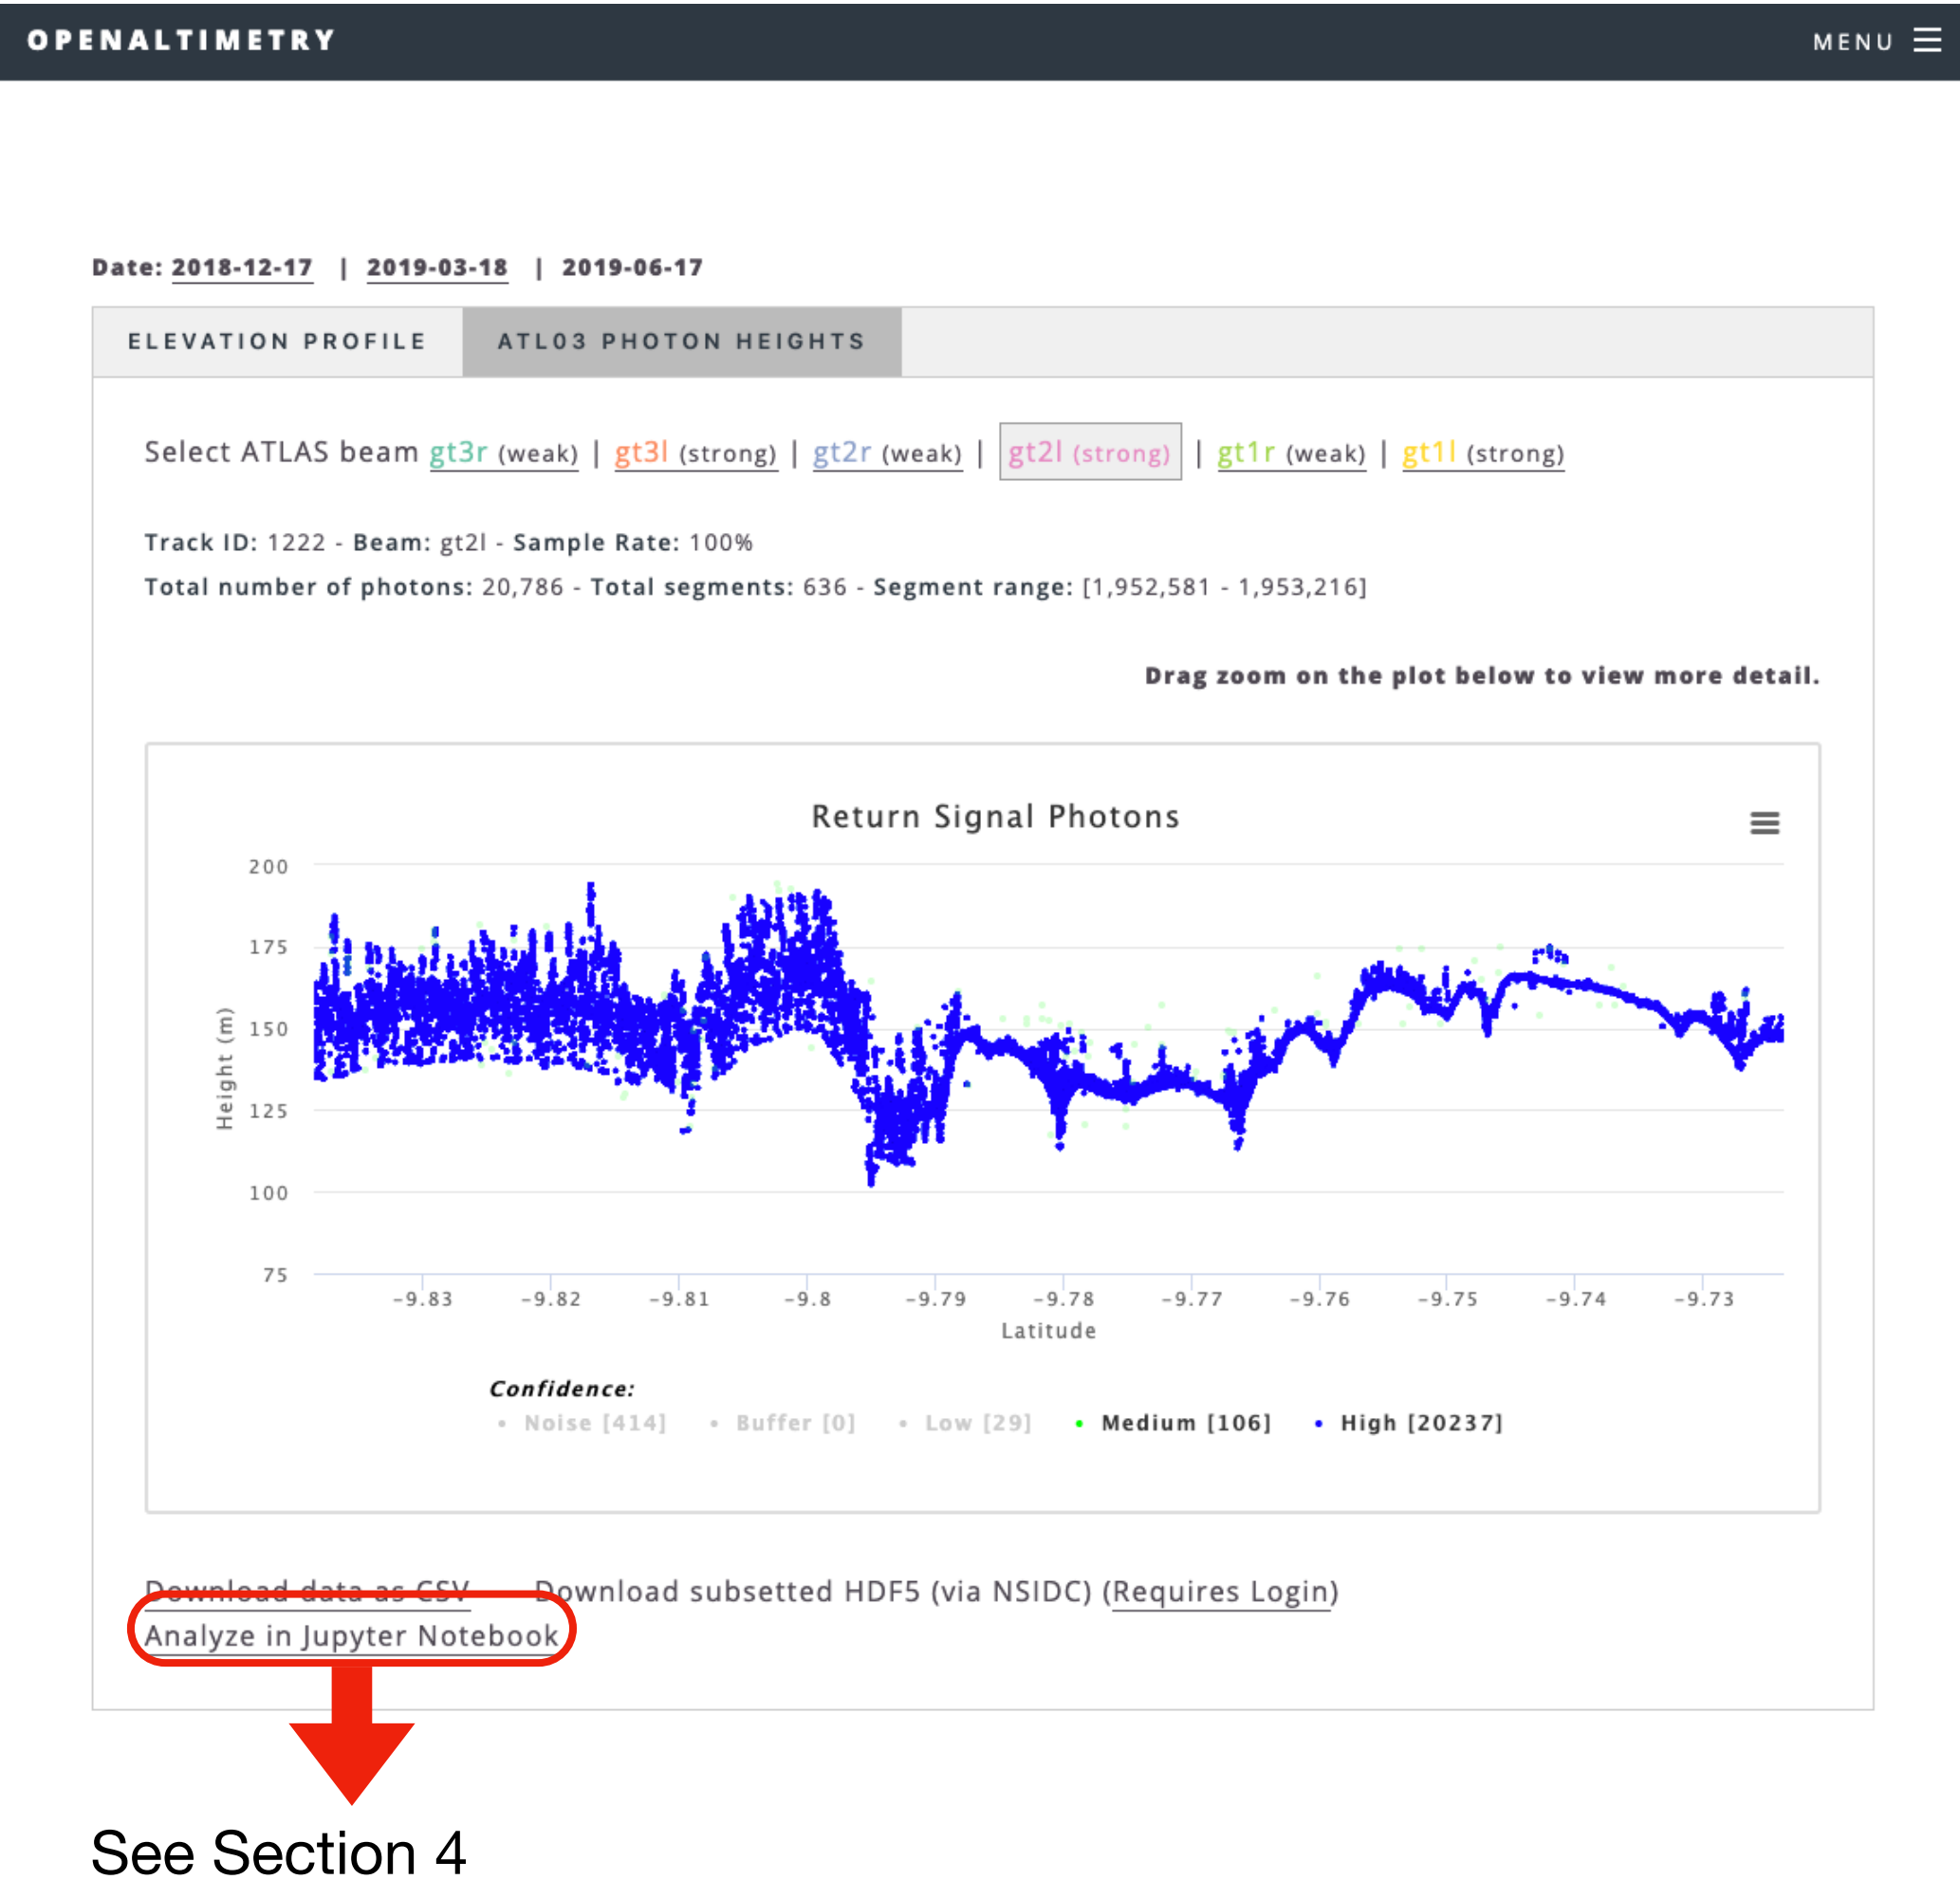 OPENALTIMETRY MENU
Date: 2018-12-17 | 2019-03-18 | 2019-06-17
ELEVATION PROFILE ATL03 PHOTON HEIGHTS
Select ATLAS beam gt3r (weak) | gt3l (strong) | gt2r (weak) | gt2l (strong) | gt1r (weak) | gt1l (strong)
Track ID: 1222 - Beam: gt2l - Sample Rate: 100%
Total number of photons: 20,786 - Total segments: 636 - Segment range: [1,952,581 - 1,953,216]
Drag zoom on the plot below to view more detail.
Return Signal Photons
200
175
150
125
100
75
Height (m)
-9.83 -9.82 -9.81 -9.8 -9.79 -9.78 -9.77 -9.76 -9.75 -9.74 -9.73
Latitude
Confidence:
Noise [414] Buffer [0] Low [29] Medium [106] High [20237]
Download data as CSV Download subsetted HDF5 (via NSIDC) (Requires Login)
Analyze in Jupyter Notebook
See Section 4